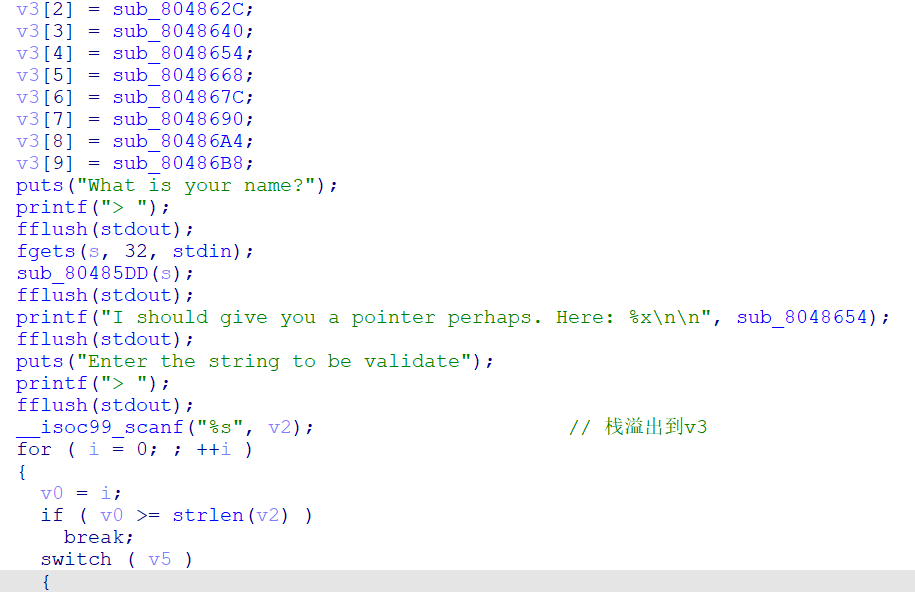 v3[2] = sub_804862C;
v3[3] = sub_8048640;
v3[4] = sub_8048654;
v3[5] = sub_8048668;
v3[6] = sub_804867C;
v3[7] = sub_8048690;
v3[8] = sub_80486A4;
v3[9] = sub_80486B8;
puts("What is your name?");
printf("> ");
fflush(stdout);
fgets(s, 32, stdin);
sub_80485DD(s);
fflush(stdout);
printf("I should give you a pointer perhaps. Here: %x\n\n", sub_8048654);
fflush(stdout);
puts("Enter the string to be validate");
printf("> ");
fflush(stdout);
__isoc99_scanf("%s", v2); // 栈溢出到v3
for ( i = 0; ; ++i )
{
v0 = i;
if ( v0 >= strlen(v2) )
break;
switch ( v5 )
{